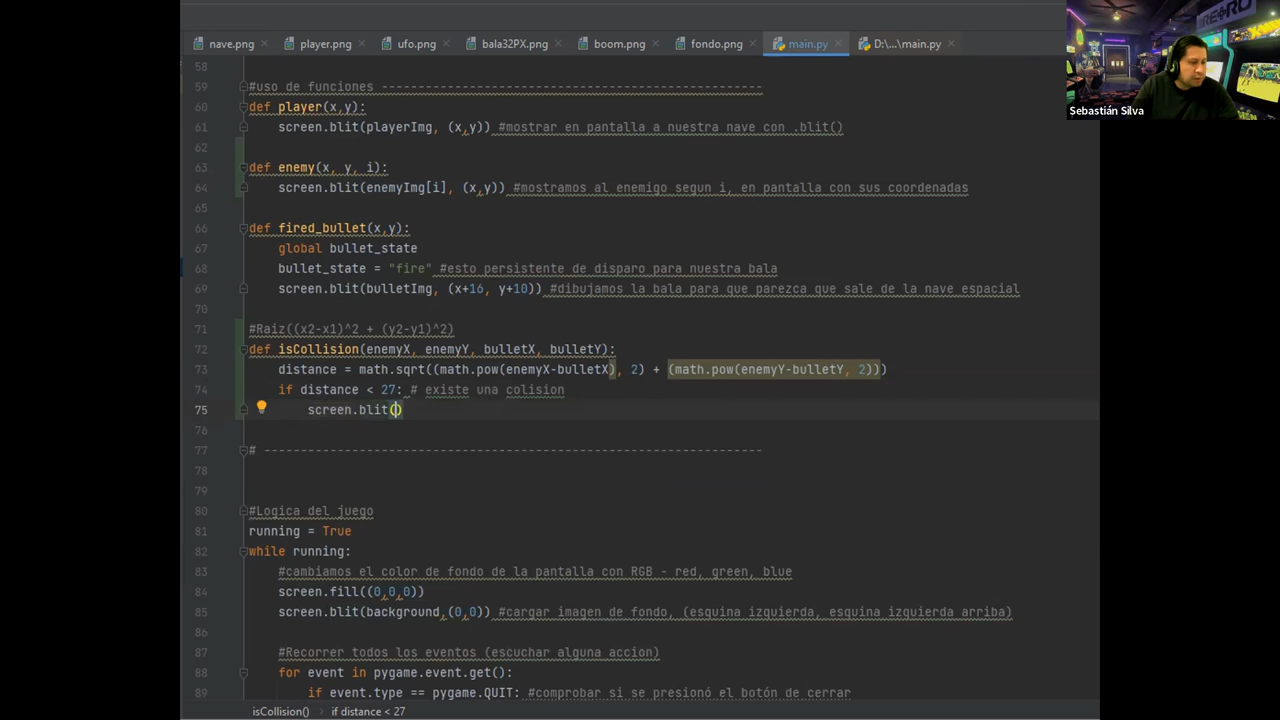 RETRO
nave.png
player.png
ufo.png
bala32PX.png
boom.png
fondo.png
main.py
D:\...\main.py
Sebastián Silva
58
59 #uso de funciones ----------------------------------------------------
60 def player(x,y):
61 screen.blit(playerImg, (x,y)) #mostrar en pantalla a nuestra nave con .blit()
62
63 def enemy(x, y, i):
64 screen.blit(enemyImg[i], (x,y)) #mostramos al enemigo segun i, en pantalla con sus coordenadas
65
66 def fired_bullet(x,y):
67 global bullet_state
68 bullet_state = "fire" #esto persistente de disparo para nuestra bala
69 screen.blit(bulletImg, (x+16, y+10)) #dibujamos la bala para que parezca que sale de la nave espacial
70
71 #Raiz((x2-x1)^2 + (y2-y1)^2)
72 def isCollision(enemyX, enemyY, bulletX, bulletY):
73 distance = math.sqrt((math.pow(enemyX-bulletX), 2) + (math.pow(enemyY-bulletY, 2)))
74 if distance < 27: # existe una colision
75 screen.blit()
76
77 # --------------------------------------------------------------------
78
79
80 #Logica del juego
81 running = True
82 while running:
83 #cambiamos el color de fondo de la pantalla con RGB - red, green, blue
84 screen.fill((0,0,0))
85 screen.blit(background,(0,0)) #cargar imagen de fondo, (esquina izquierda, esquina izquierda arriba)
86
87 #Recorrer todos los eventos (escuchar alguna accion)
88 for event in pygame.event.get():
89 if event.type == pygame.QUIT: #comprobar si se presionó el botón de cerrar
isCollision() › if distance < 27